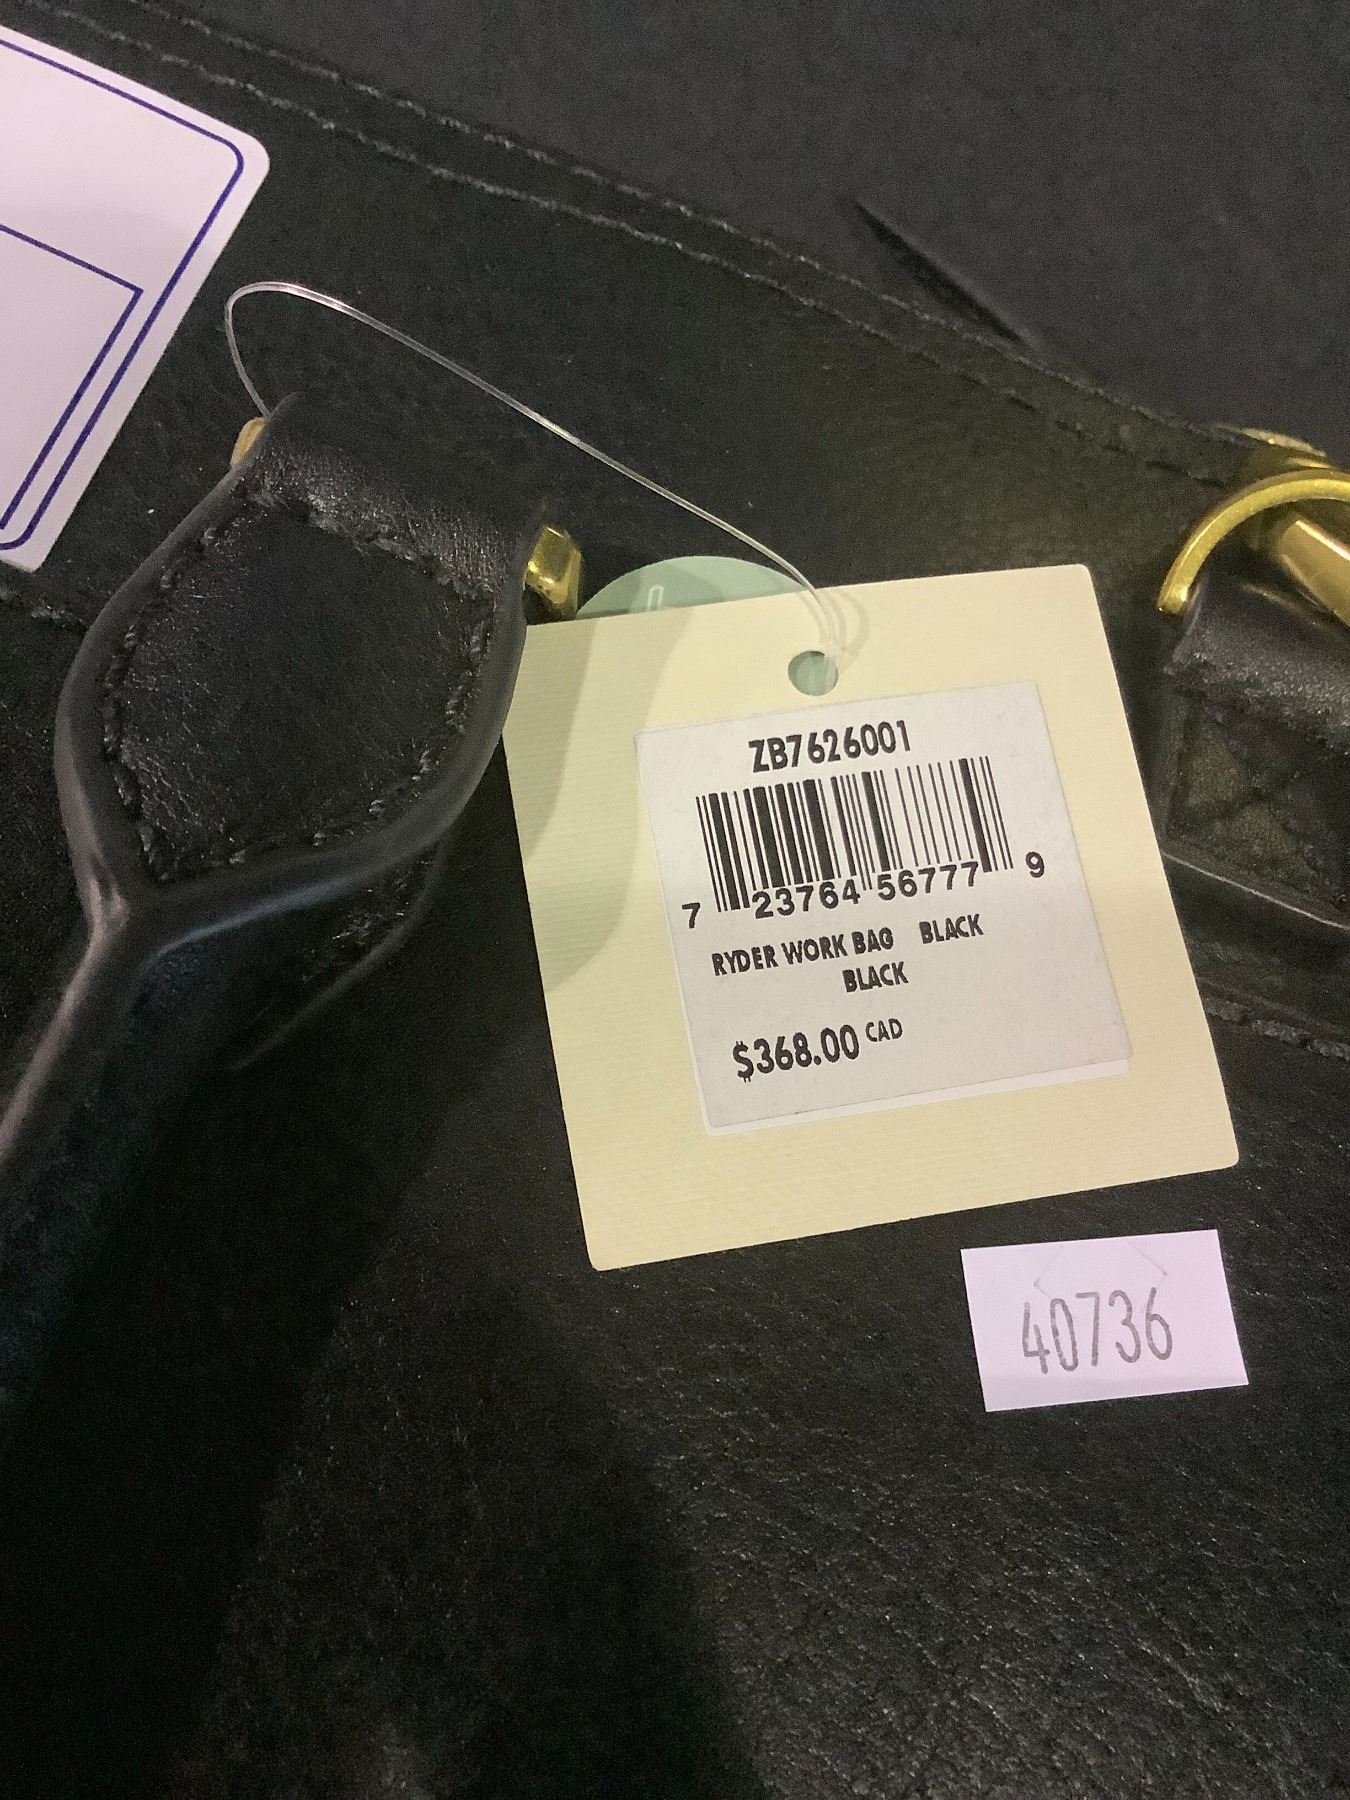 ZB7626001
7 23764 56777 9
RYDER WORK BAG BLACK
BLACK
$368.00 CAD
40736